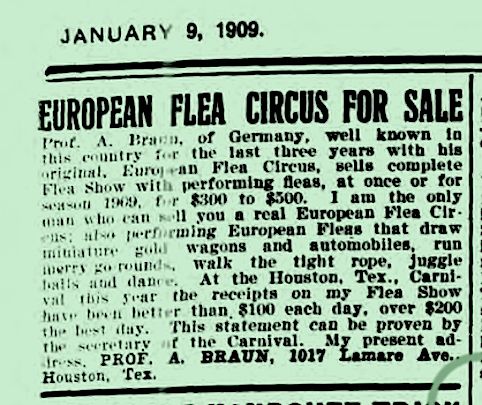 JANUARY 9, 1909.
EUROPEAN FLEA CIRCUS FOR SALE
Prof. A. Braun, of Germany, well known in
this country for the last three years with his
original, European Flea Circus, sells complete
Flea Show with performing fleas, at once or for
season 1909, for $300 to $500. I am the only
man who can sell you a real European Flea Cir-
cus; also performing European Fleas that draw
miniature gold wagons and automobiles, run
merry go rounds, walk the tight rope, juggle
balls and dance. At the Houston, Tex., Carni-
val this year the receipts on my Flea Show
have been better than $100 each day, over $200
the best day. This statement can be proven by
the secretary of the Carnival. My present ad-
dress, PROF. A. BRAUN, 1017 Lamare Ave.,
Houston, Tex.